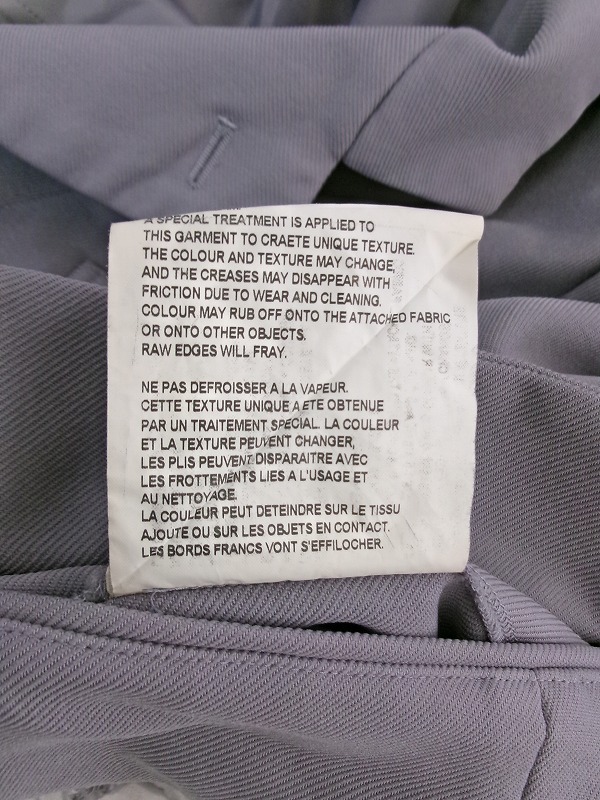 A SPECIAL TREATMENT IS APPLIED TO
THIS GARMENT TO CRAETE UNIQUE TEXTURE.
THE COLOUR AND TEXTURE MAY CHANGE,
AND THE CREASES MAY DISAPPEAR WITH
FRICTION DUE TO WEAR AND CLEANING.
COLOUR MAY RUB OFF ONTO THE ATTACHED FABRIC
OR ONTO OTHER OBJECTS.
RAW EDGES WILL FRAY.
NE PAS DEFROISSER A LA VAPEUR.
CETTE TEXTURE UNIQUE A ETE OBTENUE
PAR UN TRAITEMENT SPECIAL. LA COULEUR
ET LA TEXTURE PEUVENT CHANGER,
LES PLIS PEUVENT DISPARAITRE AVEC
LES FROTTEMENTS LIES A L'USAGE ET
AU NETTOYAGE.
LA COULEUR PEUT DETEINDRE SUR LE TISSU
AJOUTE OU SUR LES OBJETS EN CONTACT.
LES BORDS FRANCS VONT S'EFFILOCHER.